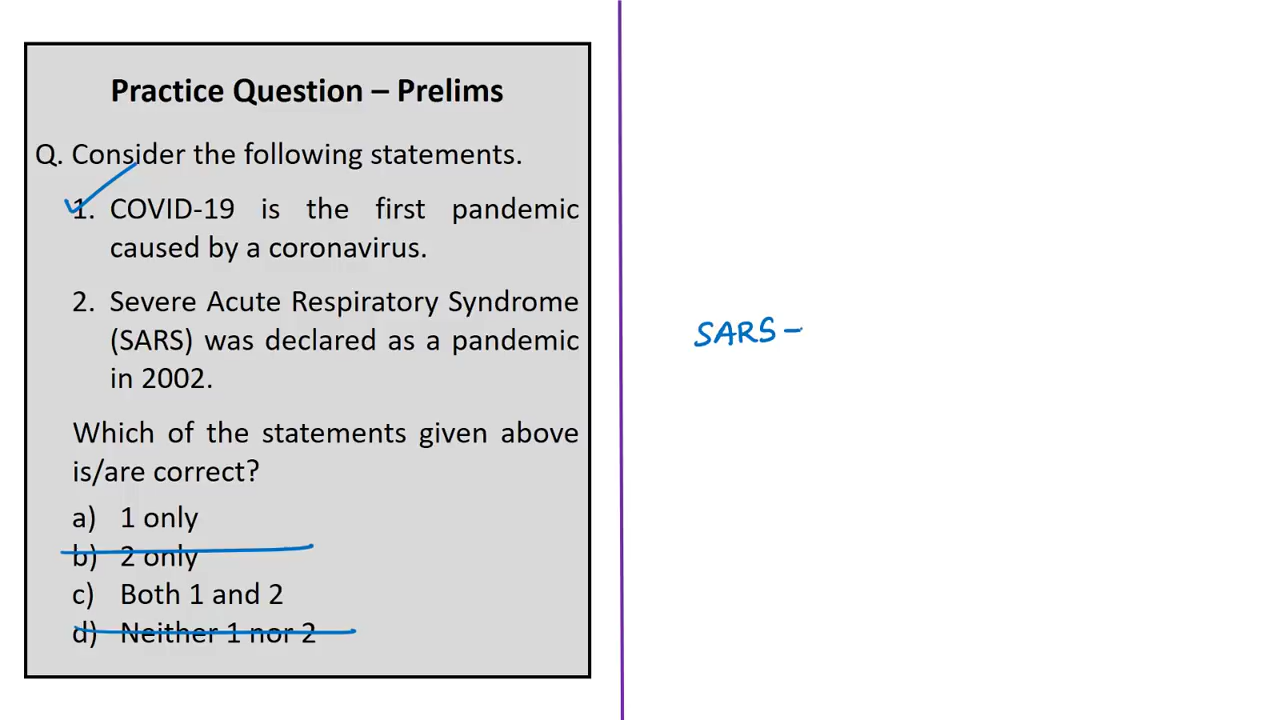 Practice Question – Prelims
Q. Consider the following statements.
1. COVID-19 is the first pandemic
caused by a coronavirus.
2. Severe Acute Respiratory Syndrome
(SARS) was declared as a pandemic
in 2002.
Which of the statements given above
is/are correct?
a) 1 only
b) 2 only
c) Both 1 and 2
d) Neither 1 nor 2
SARS –